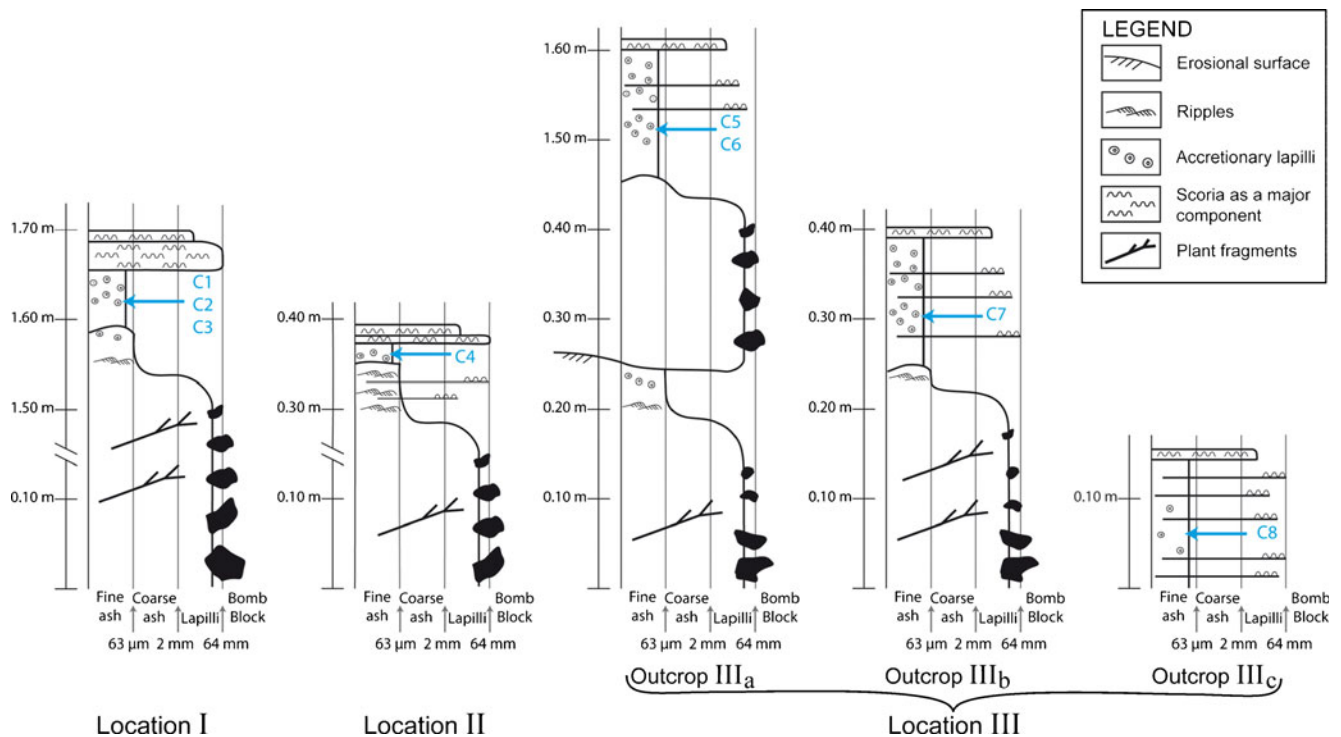 LEGEND
Erosional surface
Ripples
Accretionary lapilli
Scoria as a major
component
Plant fragments
1.70 m
1.60 m
1.50 m
0.10 m
C1
C2
C3
Fine
ash
Coarse
ash
Lapilli
Bomb
Block
63 µm 2 mm 64 mm
Location I
0.40 m
0.30 m
0.10 m
C4
Fine
ash
Coarse
ash
Lapilli
Bomb
Block
63 µm 2 mm 64 mm
Location II
1.60 m
1.50 m
0.40 m
0.30 m
0.20 m
0.10 m
C5
C6
Fine
ash
Coarse
ash
Lapilli
Bomb
Block
63 µm 2 mm 64 mm
Outcrop IIIa
0.40 m
0.30 m
0.20 m
0.10 m
C7
Fine
ash
Coarse
ash
Lapilli
Bomb
Block
63 µm 2 mm 64 mm
Outcrop IIIb
0.10 m
C8
Fine
ash
Coarse
ash
Lapilli
Bomb
Block
63 µm 2 mm 64 mm
Outcrop IIIc
Location III